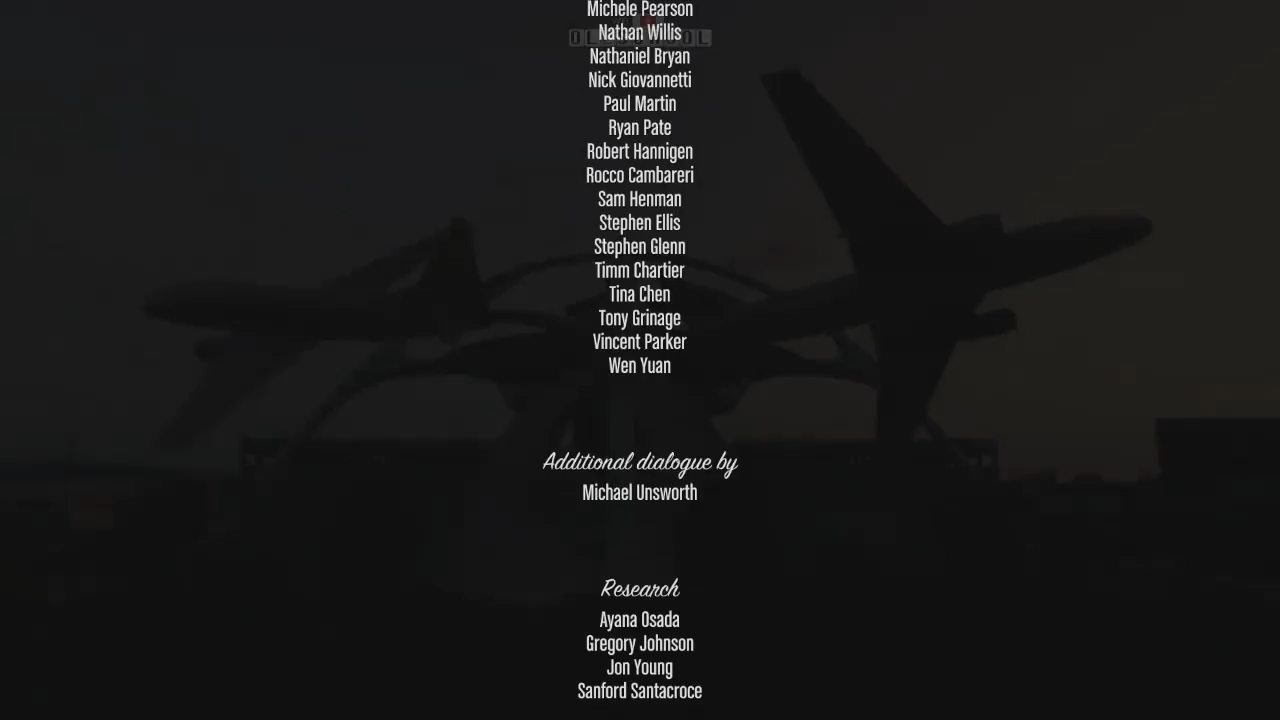 Michele Pearson
Nathan Willis
Nathaniel Bryan
Nick Giovannetti
Paul Martin
Ryan Pate
Robert Hannigen
Rocco Cambareri
Sam Henman
Stephen Ellis
Stephen Glenn
Timm Chartier
Tina Chen
Tony Grinage
Vincent Parker
Wen Yuan
Additional dialogue by
Michael Unsworth
Research
Ayana Osada
Gregory Johnson
Jon Young
Sanford Santacroce